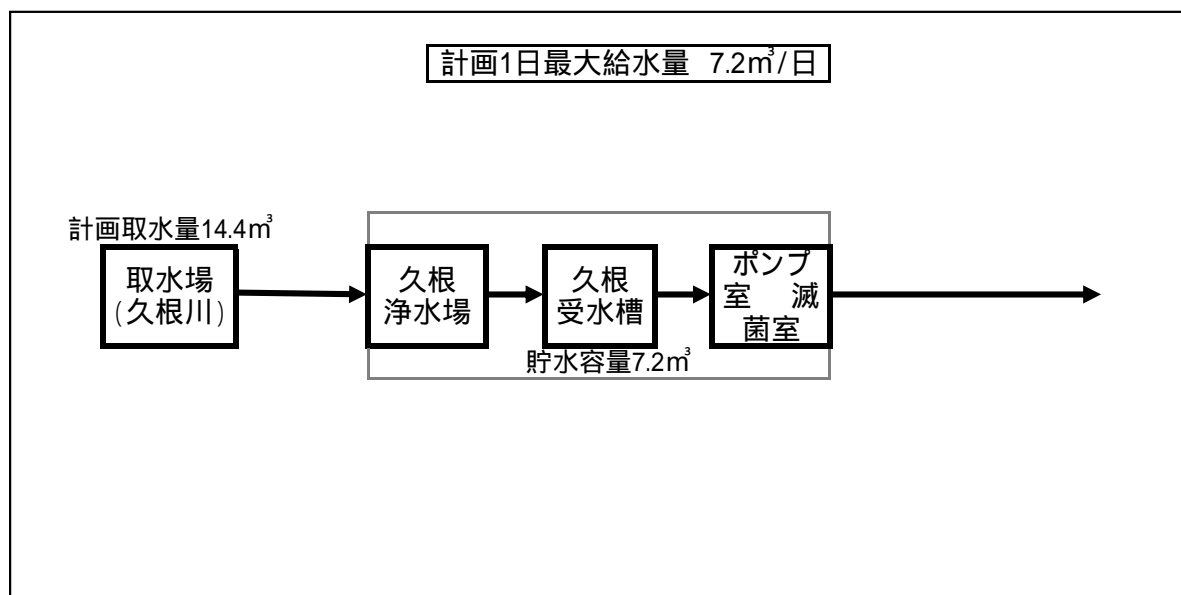 計画1日最大給水量 7.2㎥/日
計画取水量14.4㎥
取水場
(久根川)
久根
浄水場
久根
受水槽
ポンプ
室　滅
菌室
貯水容量7.2㎥